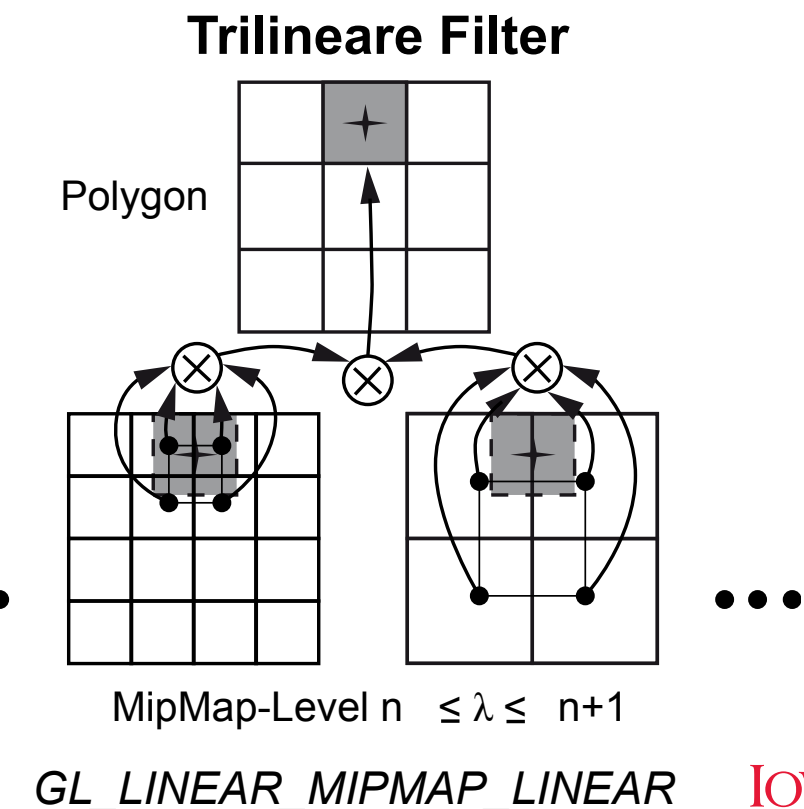 Trilineare Filter
Polygon
MipMap-Level n ≤ λ ≤ n+1
GL_LINEAR_MIPMAP_LINEAR